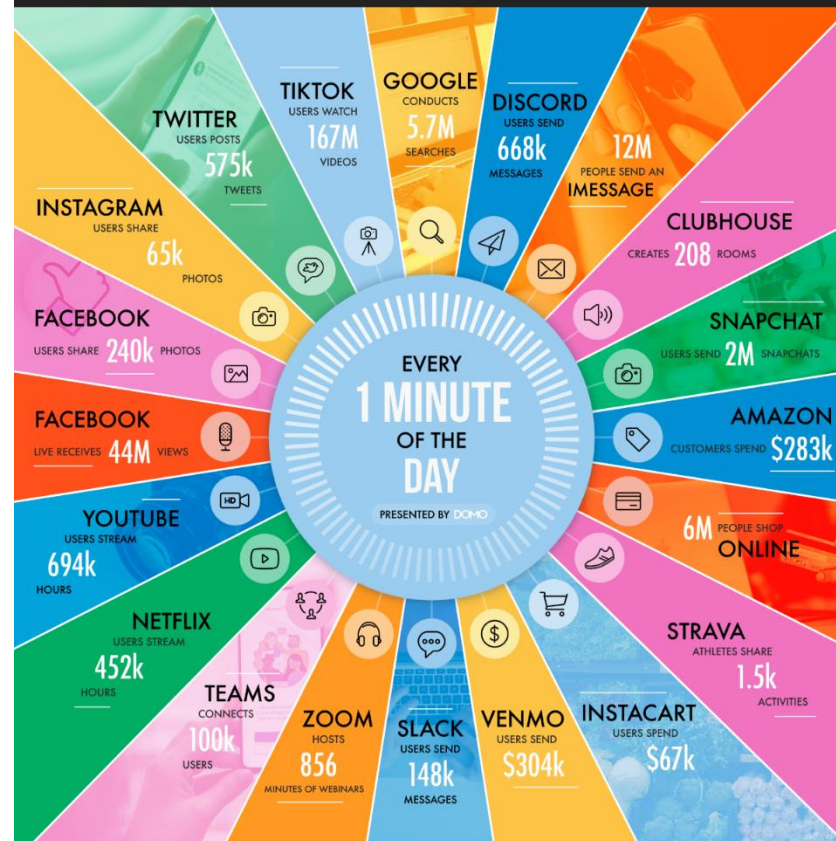 GOOGLE
CONDUCTS
5.7M
SEARCHES
DISCORD
USERS SEND
668k
MESSAGES
12M
PEOPLE SEND AN
IMESSAGE
CLUBHOUSE
CREATES 208 ROOMS
SNAPCHAT
USERS SEND 2M SNAPCHATS
AMAZON
CUSTOMERS SPEND $283k
6M PEOPLE SHOP
ONLINE
STRAVA
ATHLETES SHARE
1.5k
ACTIVITIES
INSTACART
USERS SPEND
$67k
VENMO
USERS SEND
$304k
SLACK
USERS SEND
148k
MESSAGES
ZOOM
HOSTS
856
MINUTES OF WEBINARS
TEAMS
CONNECTS
100k
USERS
NETFLIX
USERS STREAM
452k
HOURS
YOUTUBE
USERS STREAM
694k
HOURS
FACEBOOK
LIVE RECEIVES 44M VIEWS
FACEBOOK
USERS SHARE 240k PHOTOS
INSTAGRAM
USERS SHARE
65k
PHOTOS
TWITTER
USERS POSTS
575k
TWEETS
TIKTOK
USERS WATCH
167M
VIDEOS
EVERY
1 MINUTE
OF THE
DAY
PRESENTED BY DOMO
HD